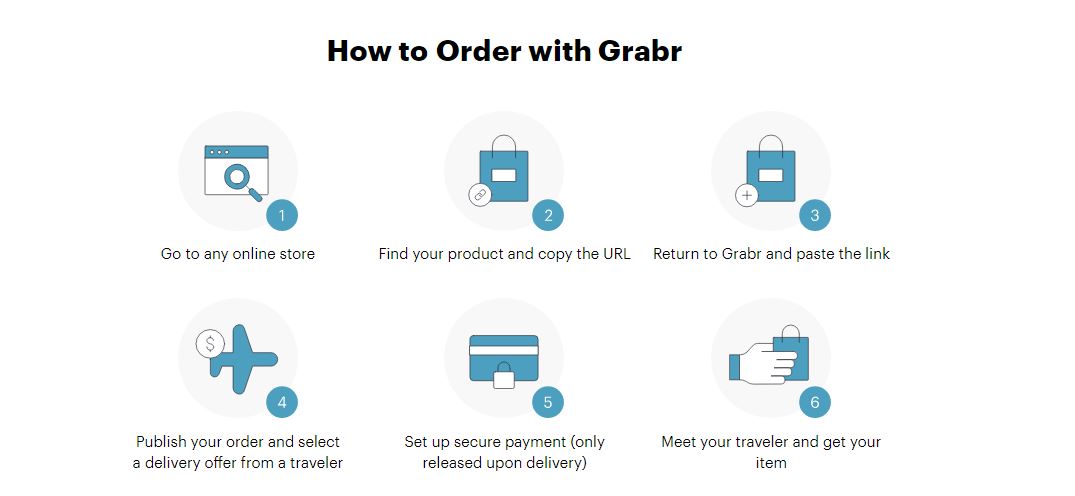 How to Order with Grabr
1
2
3
Go to any online store
Find your product and copy the URL
Return to Grabr and paste the link
$
4
5
6
Publish your order and select
a delivery offer from a traveler
Set up secure payment (only
released upon delivery)
Meet your traveler and get your
item